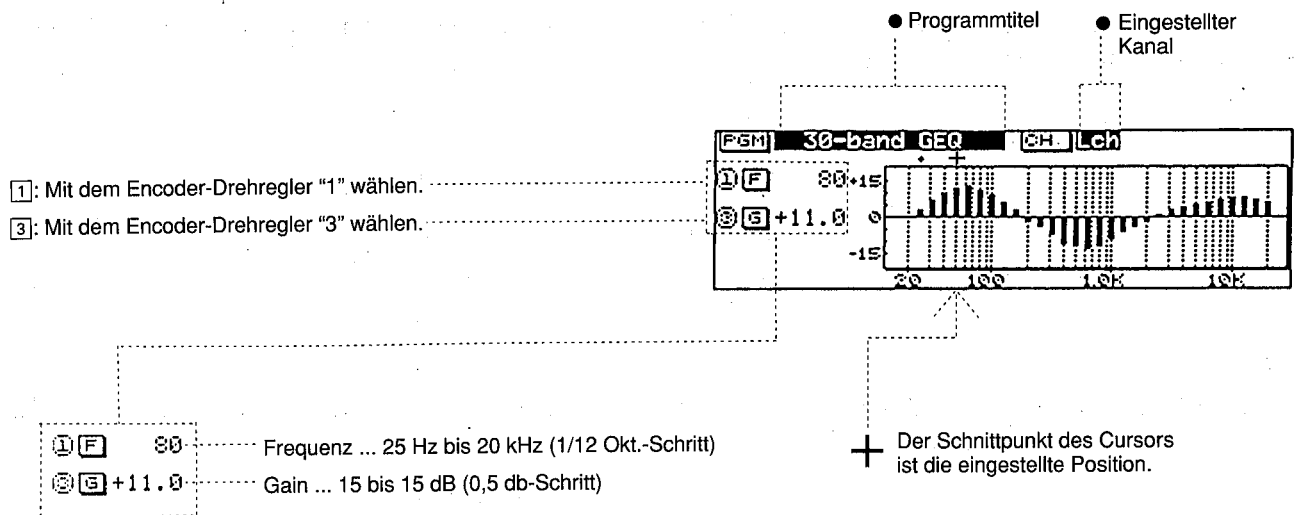 ● Programmtitel
● Eingestellter
Kanal
PGM 30-band GEQ CH. Lch
1: Mit dem Encoder-Drehregler "1" wählen.
① F 80
+15
3: Mit dem Encoder-Drehregler "3" wählen.
③ G +11.0
0
-15
20 100 1.0K 10K
① F 80 Frequenz ... 25 Hz bis 20 kHz (1/12 Okt.-Schritt)
③ G +11.0 Gain ... 15 bis 15 dB (0,5 db-Schritt)
Der Schnittpunkt des Cursors
ist die eingestellte Position.